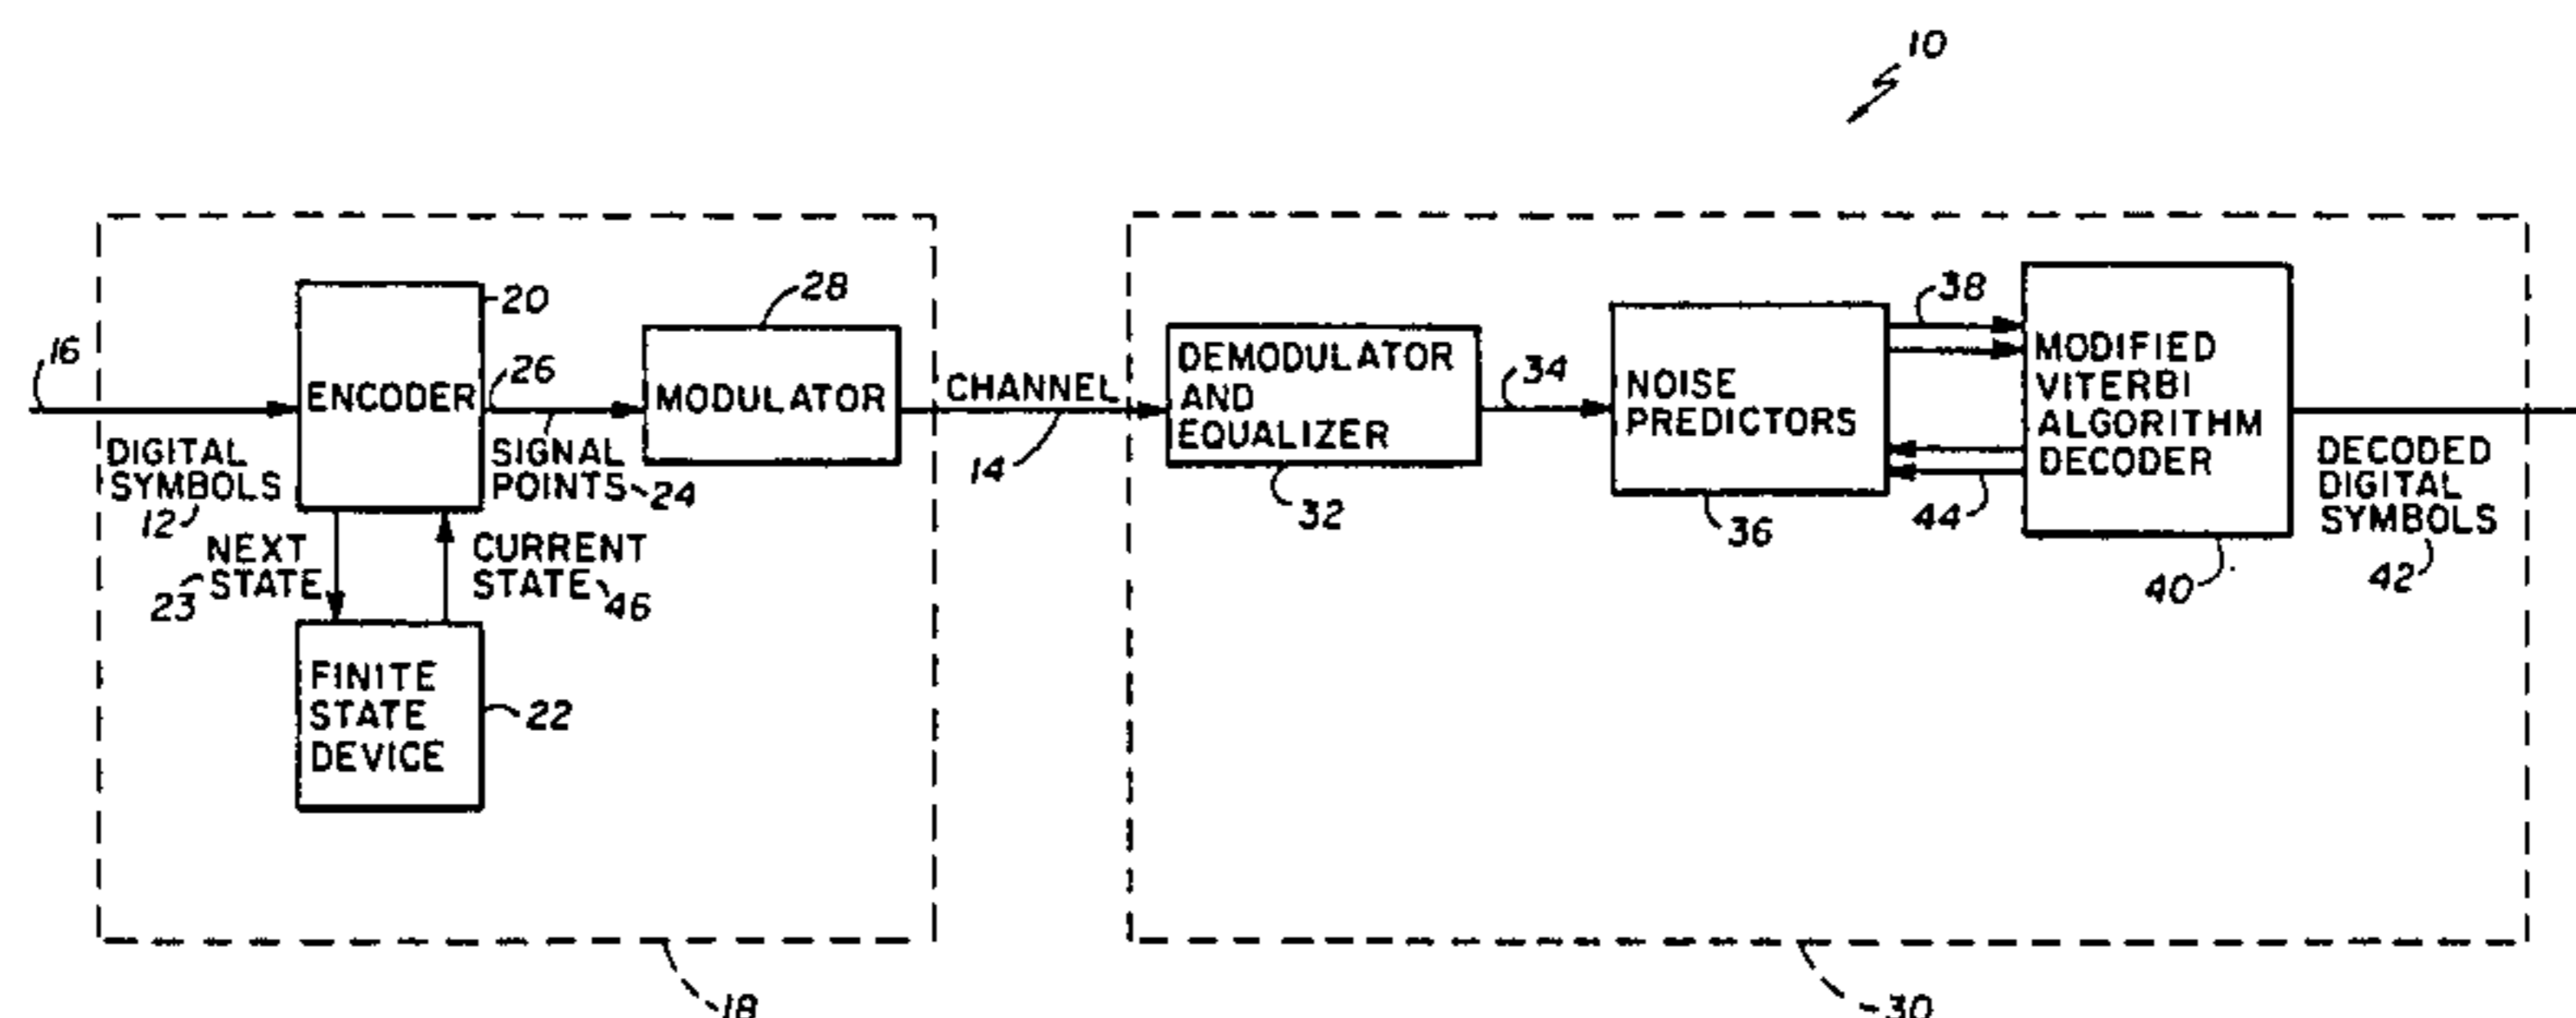 10
16
DIGITAL
SYMBOLS
12
ENCODER
20
26
SIGNAL
POINTS
24
NEXT
STATE
23
CURRENT
STATE
46
FINITE
STATE
DEVICE
22
28
MODULATOR
18
CHANNEL
14
DEMODULATOR
AND
EQUALIZER
32
34
NOISE
PREDICTORS
36
38
44
MODIFIED
VITERBI
ALGORITHM
DECODER
40
DECODED
DIGITAL
SYMBOLS
42
30